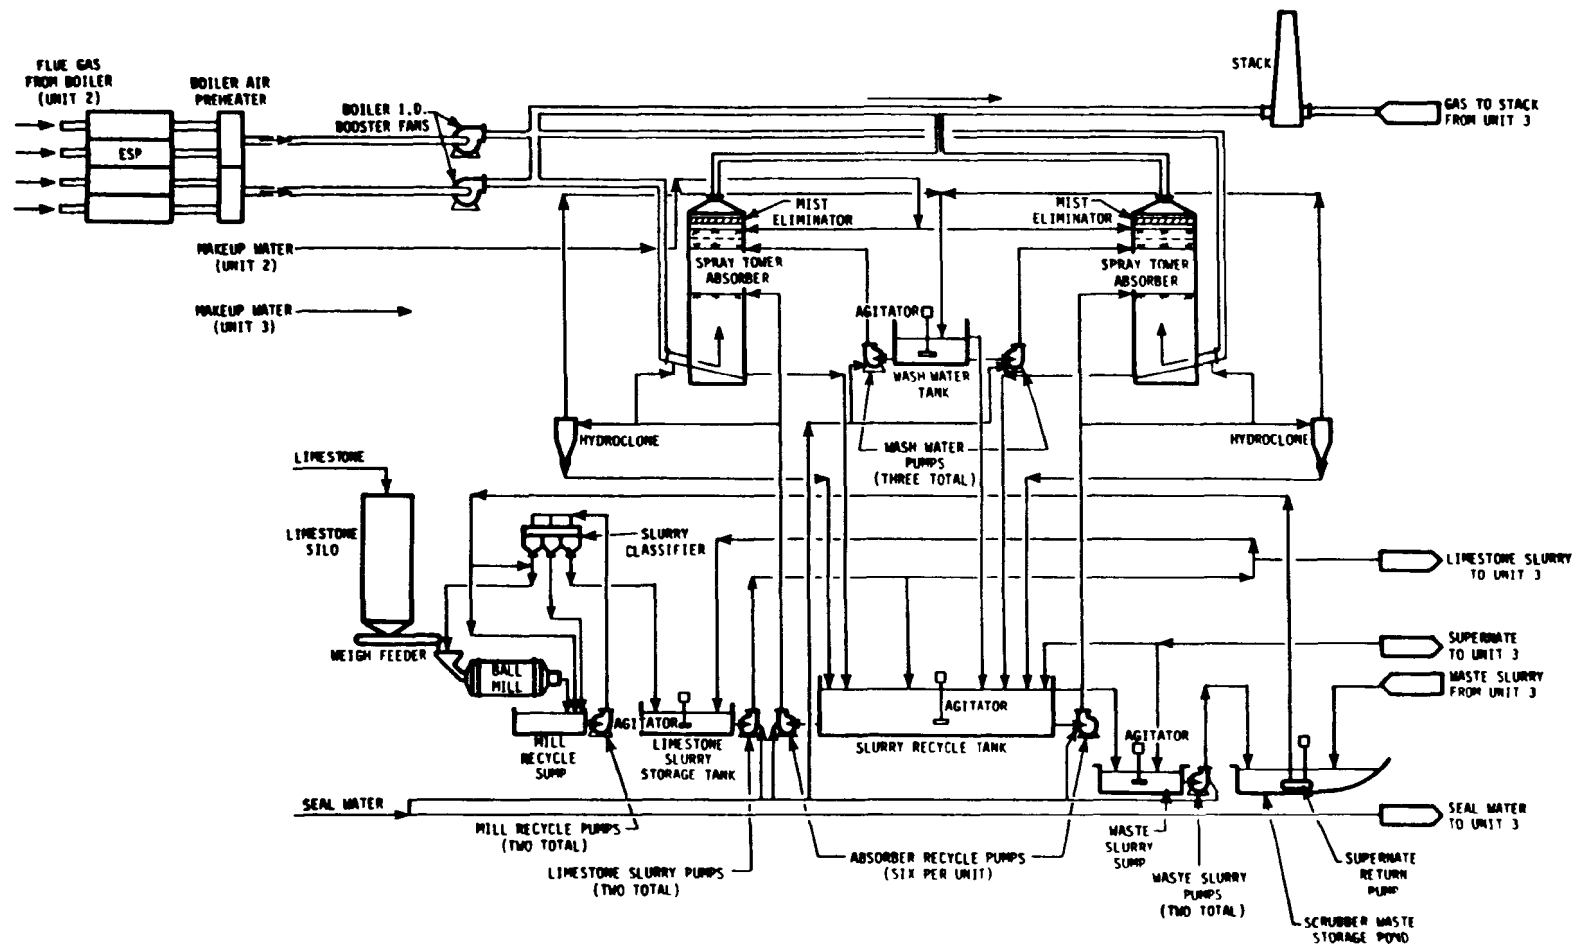 FLUE GAS
FROM BOILER
(UNIT 2)
BOILER AIR
PREHEATER
BOILER I.D.
BOOSTER FANS
ESP
STACK
GAS TO STACK
FROM UNIT 3
MIST
ELIMINATOR
MIST
ELIMINATOR
MAKEUP WATER
(UNIT 2)
SPRAY TOWER
ABSORBER
SPRAY TOWER
ABSORBER
MAKEUP WATER
(UNIT 3)
AGITATOR
WASH WATER
TANK
HYDROCLONE
WASH WATER
PUMPS
(THREE TOTAL)
HYDROCLONE
LIMESTONE
LIMESTONE
SILO
SLURRY
CLASSIFIER
LIMESTONE SLURRY
TO UNIT 3
WEIGH FEEDER
BALL
MILL
SUPERNATE
TO UNIT 3
WASTE SLURRY
FROM UNIT 3
AGITATOR
AGITATOR
AGITATOR
MILL
RECYCLE
SUMP
LIMESTONE
SLURRY
STORAGE TANK
SLURRY RECYCLE TANK
SEAL WATER
SEAL WATER
TO UNIT 3
MILL RECYCLE PUMPS
(TWO TOTAL)
LIMESTONE SLURRY PUMPS
(TWO TOTAL)
ABSORBER RECYCLE PUMPS
(SIX PER UNIT)
WASTE
SLURRY
SUMP
WASTE SLURRY
PUMPS
(TWO TOTAL)
SUPERNATE
RETURN
PUMP
SCRUBBER WASTE
STORAGE POND